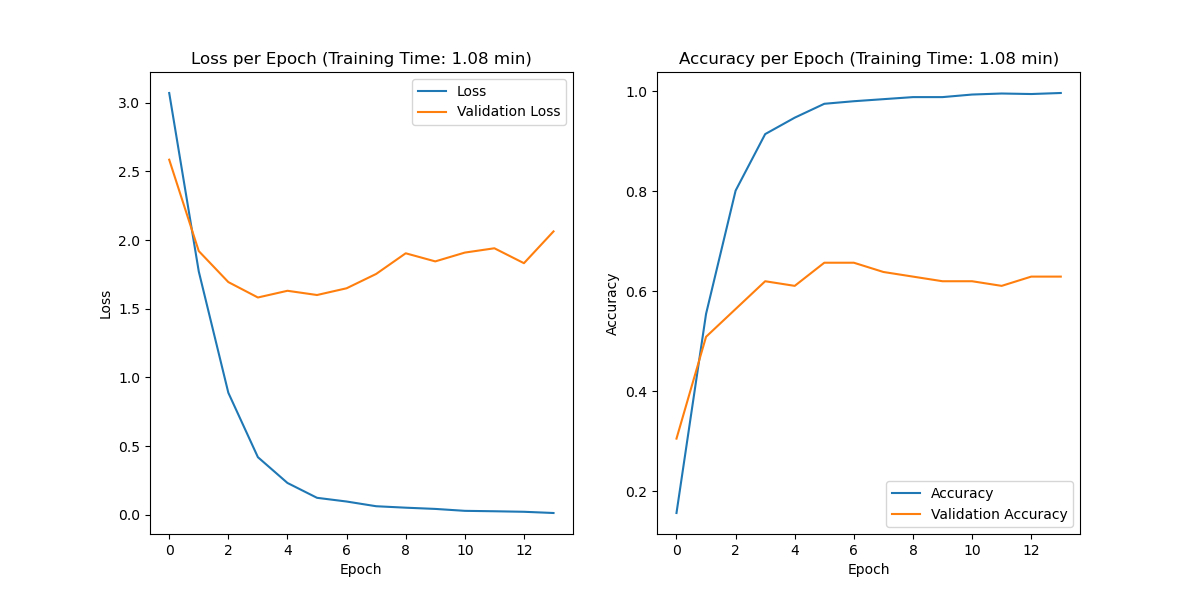 Loss per Epoch (Training Time: 1.08 min)
Loss
Validation Loss
3.0
2.5
2.0
1.5
1.0
0.5
0.0
Loss
0 2 4 6 8 10 12
Epoch
Accuracy per Epoch (Training Time: 1.08 min)
1.0
0.8
0.6
0.4
0.2
Accuracy
Accuracy
Validation Accuracy
0 2 4 6 8 10 12
Epoch